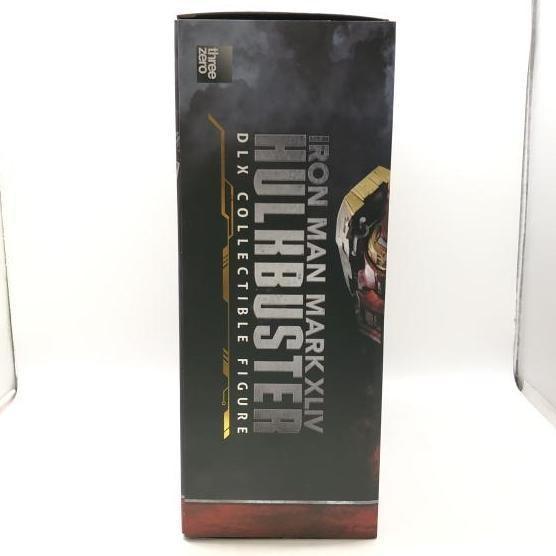 three
zero
IRON MAN MARK XLIV
HULKBUSTER
DLX COLLECTIBLE FIGURE